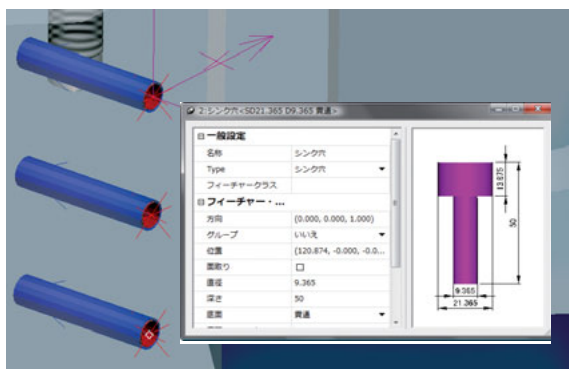 2:シンク穴<SD21.365 D9.365 貫通>
一般設定
名称 シンク穴
Type シンク穴
フィーチャークラス
フィーチャー・...
方向 (0.000, 0.000, 1.000)
グループ いいえ
位置 (120.874, -0.000, -0.0...
面取り
直径 9.365
深さ 50
底面 貫通
13.875
50
9.365
21.365